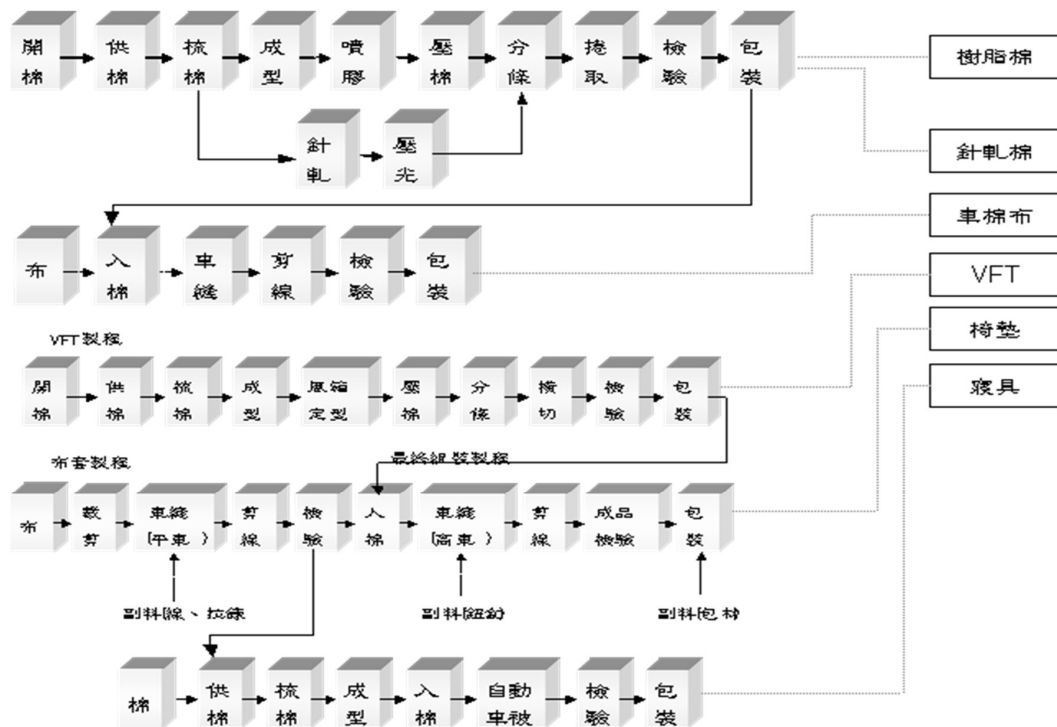 開棉
供棉
梳棉
成型
噴膠
壓棉
分條
捲取
檢驗
包裝
樹脂棉
針軋
壓光
針軋棉
車棉布
布
入棉
車縫
剪線
檢驗
包裝
VFT
VFT製程
椅墊
開棉
供棉
梳棉
成型
風箱定型
壓棉
分條
橫切
檢驗
包裝
寢具
布套製程
最終組裝製程
布
裁剪
車縫(平車)
剪線
檢驗
入棉
車縫(高車)
剪線
成品檢驗
包裝
副料(線、拉鍊
副料(鈕釦)
副料(包材
棉
供棉
梳棉
成型
入棉
自動車被
檢驗
包裝